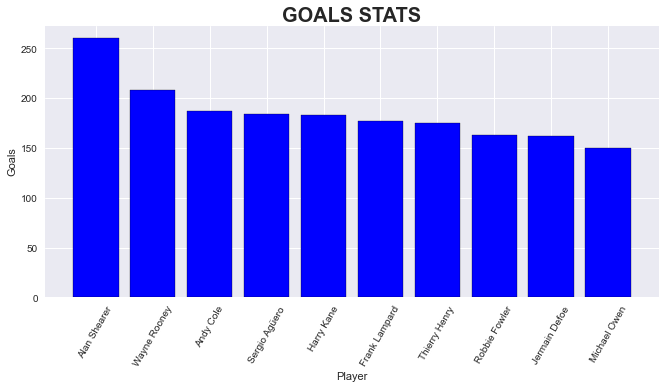 GOALS STATS
Goals
250
200
150
100
50
0
Alan Shearer
Wayne Rooney
Andy Cole
Sergio Agüero
Harry Kane
Frank Lampard
Thierry Henry
Robbie Fowler
Jermain Defoe
Michael Owen
Player